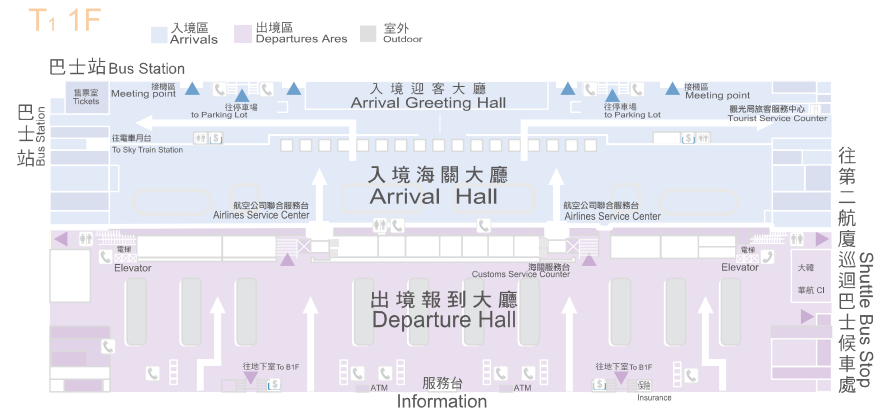 T1 1F
入境區
Arrivals
出境區
Departures Ares
室外
Outdoor
巴士站 Bus Station
巴士站
Bus Station
售票室
Tickets
接機區
Meeting point
往停車場
to Parking Lot
入境迎客大廳
Arrival Greeting Hall
往停車場
to Parking Lot
接機區
Meeting point
觀光局旅客服務中心
Tourist Service Counter
往電車月台
To Sky Train Station
入境海關大廳
Arrival Hall
航空公司聯合服務台
Airlines Service Center
航空公司聯合服務台
Airlines Service Center
電梯
Elevator
海關服務台
Customs Service Counter
電梯
Elevator
大韓
華航 CI
出境報到大廳
Departure Hall
往地下室To B1F
往地下室To B1F
ATM
服務台
Information
ATM
保險
Insurance
往第二航廈巡迴巴士候車處
Shuttle Bus Stop